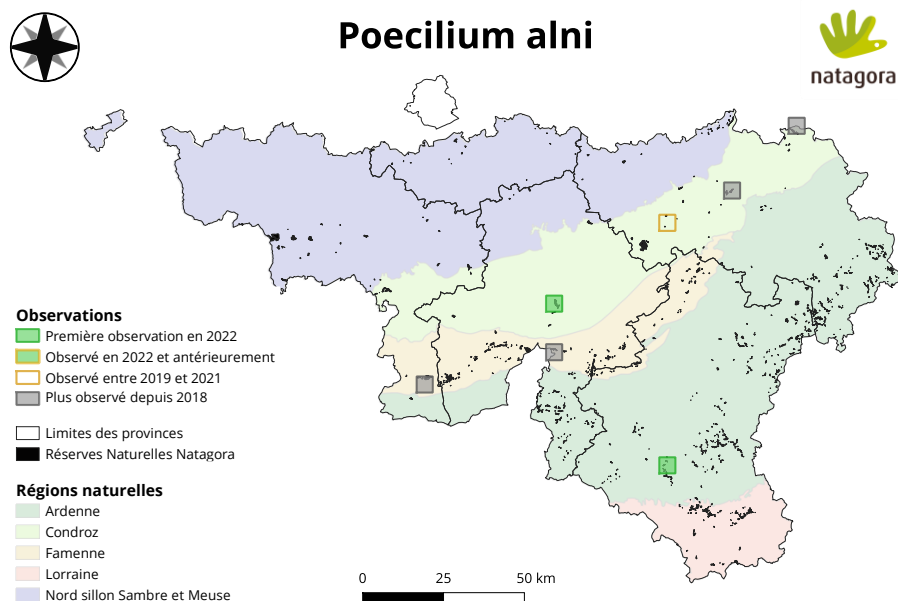 Poecilium alni
natagora
Observations
Première observation en 2022
Observé en 2022 et antérieurement
Observé entre 2019 et 2021
Plus observé depuis 2018
Limites des provinces
Réserves Naturelles Natagora
Régions naturelles
Ardenne
Condroz
Famenne
Lorraine
Nord sillon Sambre et Meuse
0 25 50 km